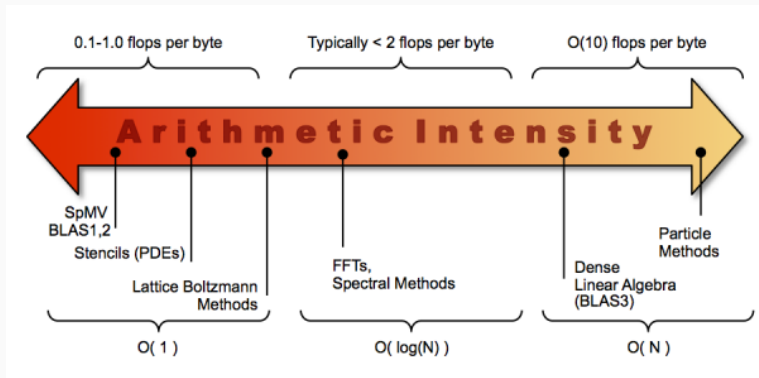 0.1-1.0 flops per byte
Typically < 2 flops per byte
O(10) flops per byte
Arithmetic Intensity
SpMV
BLAS1,2
Stencils (PDEs)
Lattice Boltzmann
Methods
FFTs,
Spectral Methods
Dense
Linear Algebra
(BLAS3)
Particle
Methods
O( 1 )
O( log(N) )
O( N )